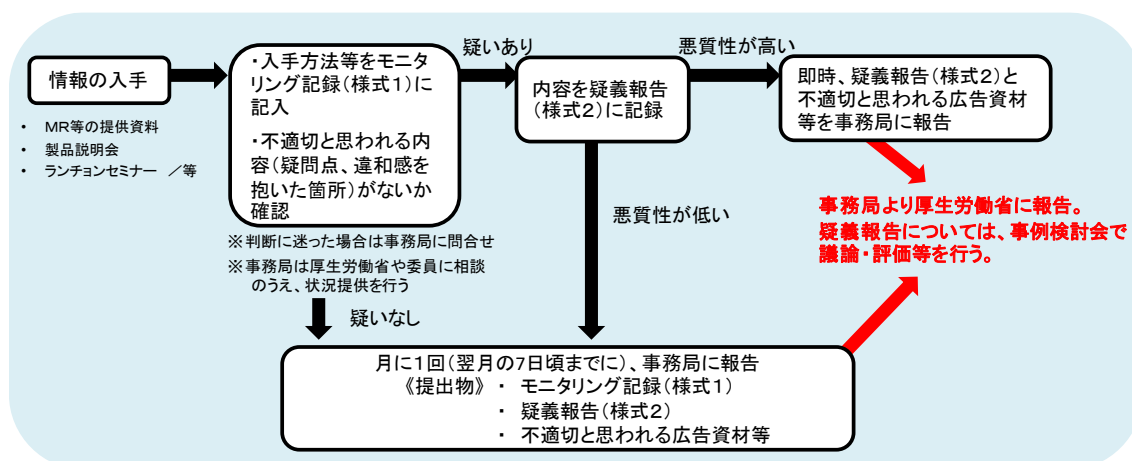 情報の入手
・ MR等の提供資料
・ 製品説明会
・ ランチョンセミナー ／等
・入手方法等をモニタ
リング記録（様式1）に
記入
・不適切と思われる内
容（疑問点、違和感を
抱いた箇所）がないか
確認
※判断に迷った場合は事務局に問合せ
※事務局は厚生労働省や委員に相談
のうえ、状況提供を行う
疑いあり
疑いなし
内容を疑義報告
（様式2）に記録
悪質性が高い
悪質性が低い
即時、疑義報告（様式2）と
不適切と思われる広告資材
等を事務局に報告
事務局より厚生労働省に報告。
疑義報告については、事例検討会で
議論・評価等を行う。
月に1回（翌月の7日頃までに）、事務局に報告
《提出物》 ・ モニタリング記録（様式1）
・ 疑義報告（様式2）
・ 不適切と思われる広告資材等